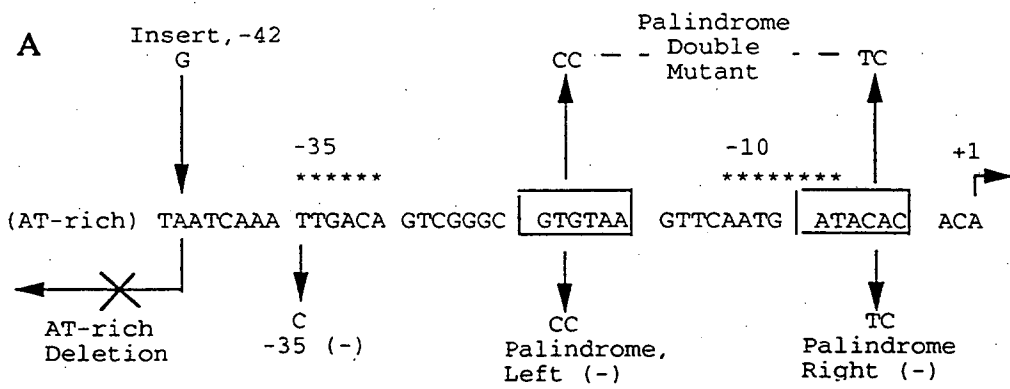 A
Insert, -42
G
Palindrome
Double
Mutant
CC
TC
-35
******
-10
********
+1
(AT-rich) TAATCAAA TTGACA GTCGGGC GTGTAA GTTCAATG ATACAC ACA
AT-rich
Deletion
C
-35 (-)
CC
Palindrome,
Left (-)
TC
Palindrome
Right (-)